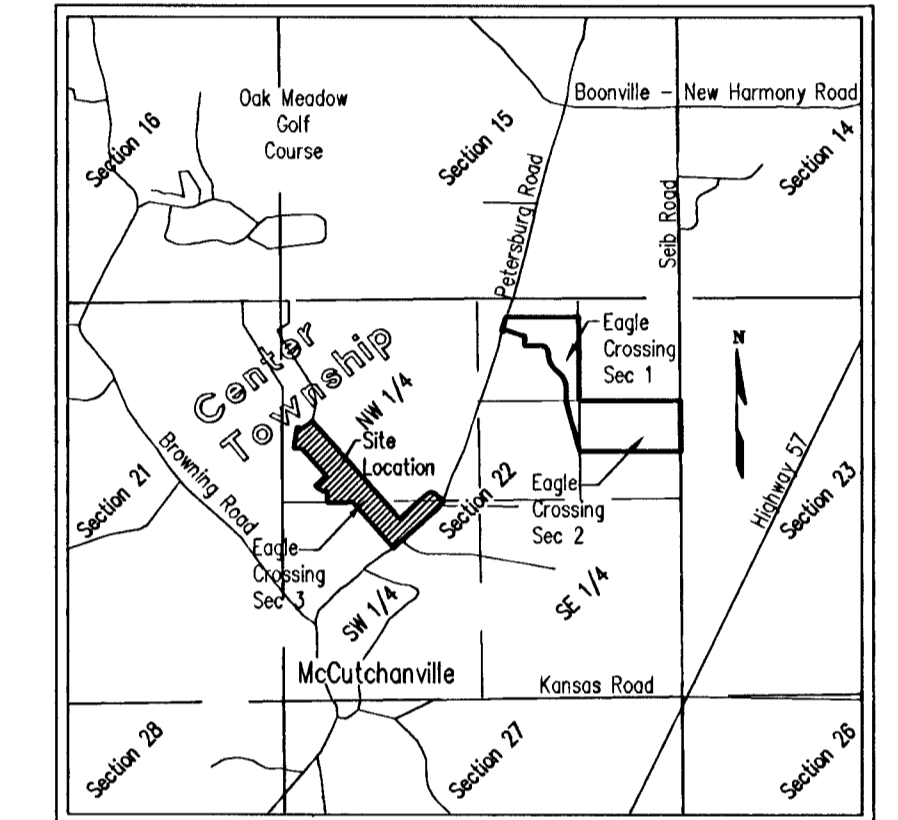 Oak Meadow
Golf
Course
Boonville - New Harmony Road
Section 16
Section 15
Section 14
Petersburg Road
Seib Road
Center
Township
Eagle
Crossing
Sec 1
N
NW 1/4
Site
Location
Browning Road
Section 21
Section 22
Eagle
Crossing
Sec 2
Highway 57
Section 23
Eagle
Crossing
Sec 3
SW 1/4
SE 1/4
McCutchanville
Kansas Road
Section 28
Section 27
Section 26